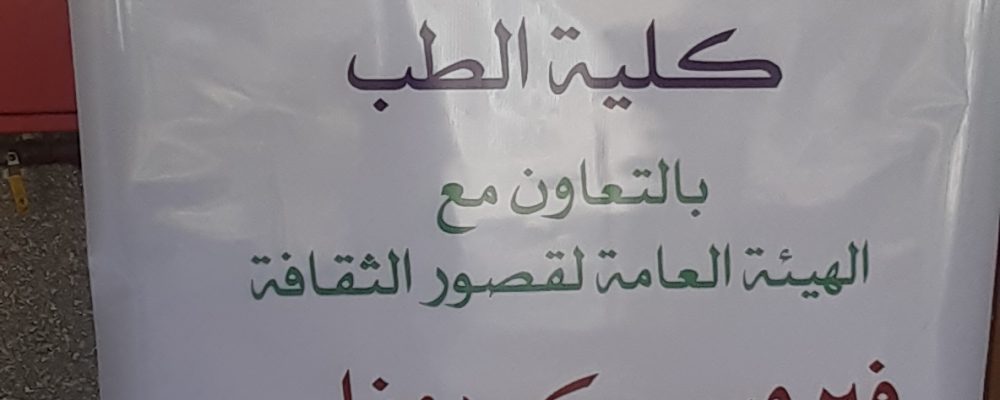 كلية الطب
بالتعاون مع
الهيئة العامة لقصور الثقافة